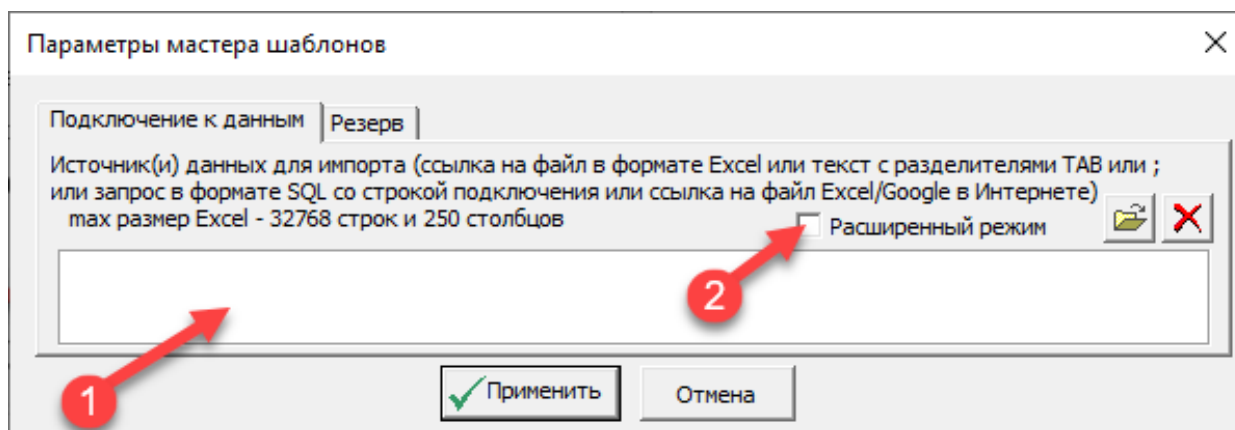 Параметры мастера шаблонов
Подключение к данным
Резерв
Источник(и) данных для импорта (ссылка на файл в формате Excel или текст с разделителями TAB или ;
или запрос в формате SQL со строкой подключения или ссылка на файл Excel/Google в Интернете)
max размер Excel - 32768 строк и 250 столбцов
Расширенный режим
2
1
Применить
Отмена